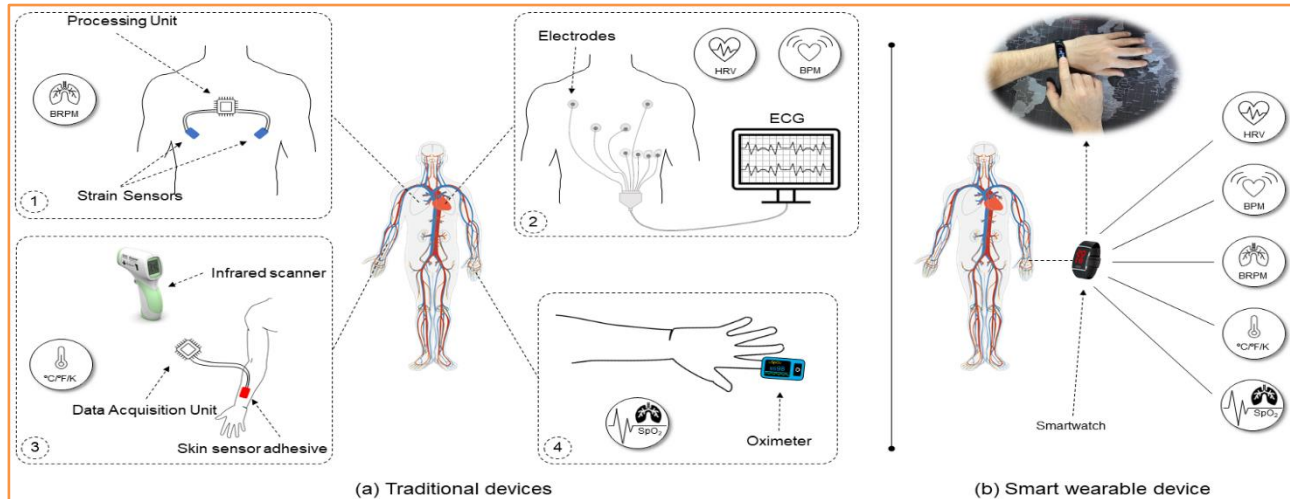 Processing Unit
BRPM
Strain Sensors
1
Electrodes
HRV
BPM
ECG
2
Infrared scanner
°C/°F/K
Data Acquisition Unit
Skin sensor adhesive
3
SpO₂
Oximeter
4
(a) Traditional devices
HRV
BPM
BRPM
°C/°F/K
SpO₂
Smartwatch
(b) Smart wearable device